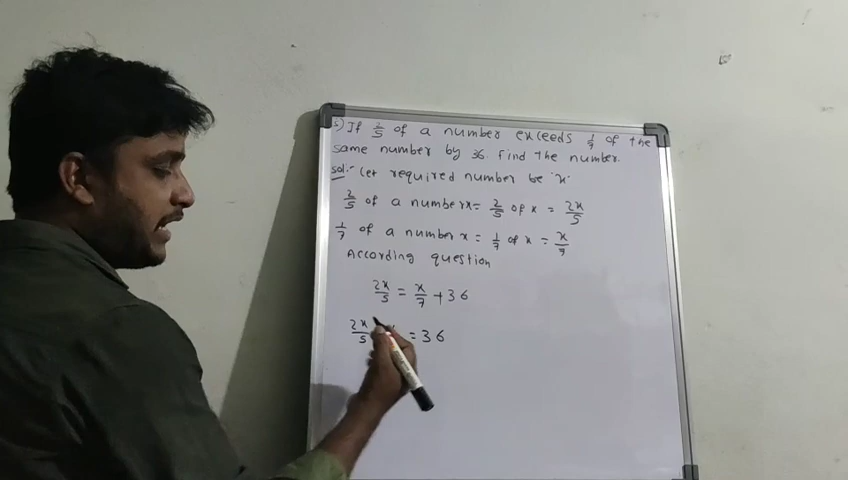 5) If 2/5 of a number exceeds 1/7 of the
same number by 36. Find the number.
sol:- Let required number be 'x'
2/5 of a number x = 2/5 of x = 2x/5
1/7 of a number x = 1/7 of x = x/7
According question
2x/5 = x/7 + 36
2x/5 = 36